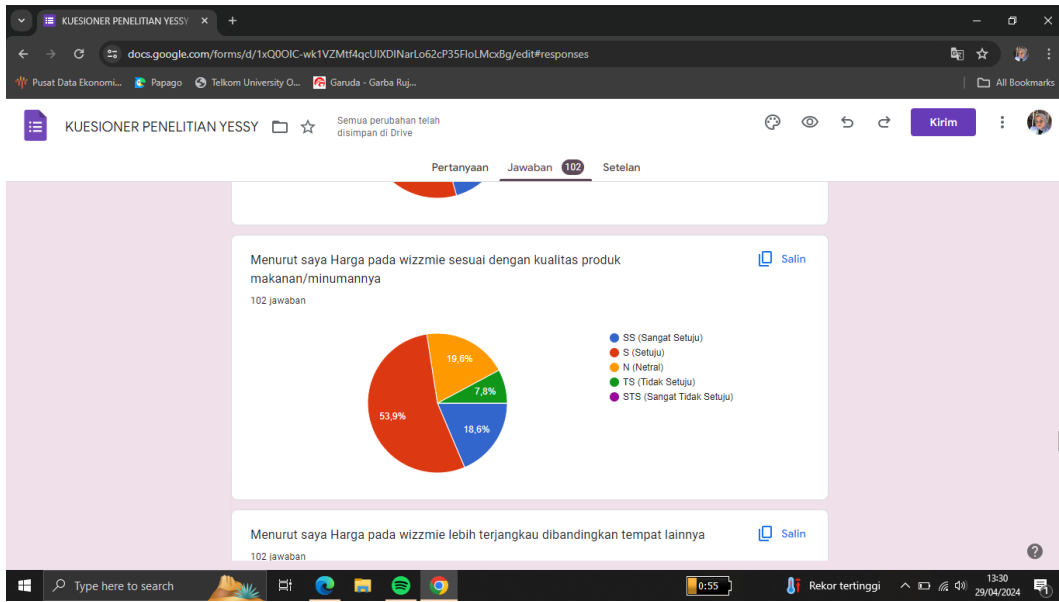 KUESIONER PENELITIAN YESSY
docs.google.com/forms/d/1xQ0OIC-wk1VZMtf4qcUIXDINarLo62cP35FIoLMcxBg/edit#responses
Pusat Data Ekonomi... Papago Telkom University O... Garuda - Garba Ruj... All Bookmarks
KUESIONER PENELITIAN YESSY
Semua perubahan telah
disimpan di Drive
Kirim
Pertanyaan Jawaban 102 Setelan
Menurut saya Harga pada wizzmie sesuai dengan kualitas produk
makanan/minumannya
Salin
102 jawaban
SS (Sangat Setuju)
S (Setuju)
N (Netral)
TS (Tidak Setuju)
STS (Sangat Tidak Setuju)
19,6%
7,8%
53,9%
18,6%
Menurut saya Harga pada wizzmie lebih terjangkau dibandingkan tempat lainnya
Salin
102 jawaban
Type here to search
0:55
Rekor tertinggi
13:30
29/04/2024
1